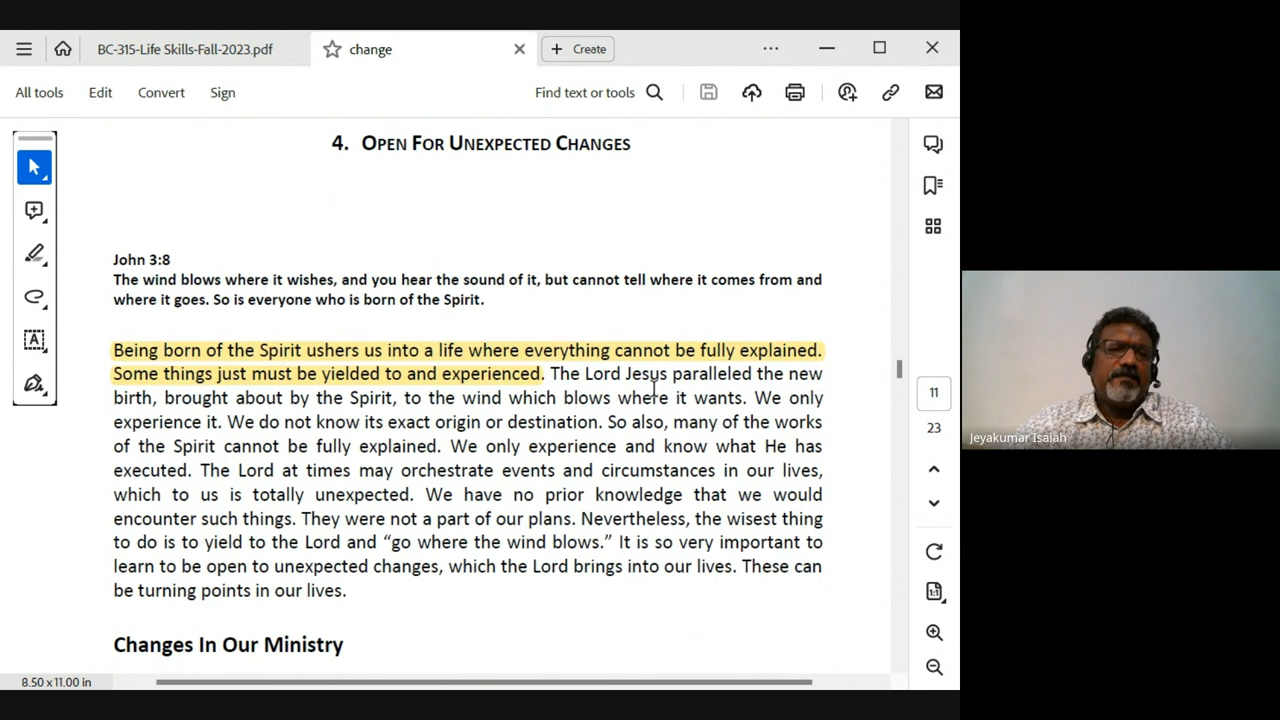 BC-315-Life Skills-Fall-2023.pdf
change
Create
All tools
Edit
Convert
Sign
Find text or tools
4. OPEN FOR UNEXPECTED CHANGES
John 3:8
The wind blows where it wishes, and you hear the sound of it, but cannot tell where it comes from and
where it goes. So is everyone who is born of the Spirit.
Being born of the Spirit ushers us into a life where everything cannot be fully explained.
Some things just must be yielded to and experienced. The Lord Jesus paralleled the new
birth, brought about by the Spirit, to the wind which blows where it wants. We only
experience it. We do not know its exact origin or destination. So also, many of the works
of the Spirit cannot be fully explained. We only experience and know what He has
executed. The Lord at times may orchestrate events and circumstances in our lives,
which to us is totally unexpected. We have no prior knowledge that we would
encounter such things. They were not a part of our plans. Nevertheless, the wisest thing
to do is to yield to the Lord and “go where the wind blows.” It is so very important to
learn to be open to unexpected changes, which the Lord brings into our lives. These can
be turning points in our lives.
Changes In Our Ministry
8.50 x 11.00 in
11
23
1:1
A
Jeyakumar Isaiah